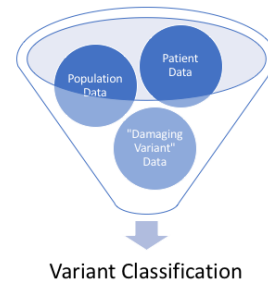 Patient
Data
Population
Data
"Damaging
Variant"
Data
Variant Classification